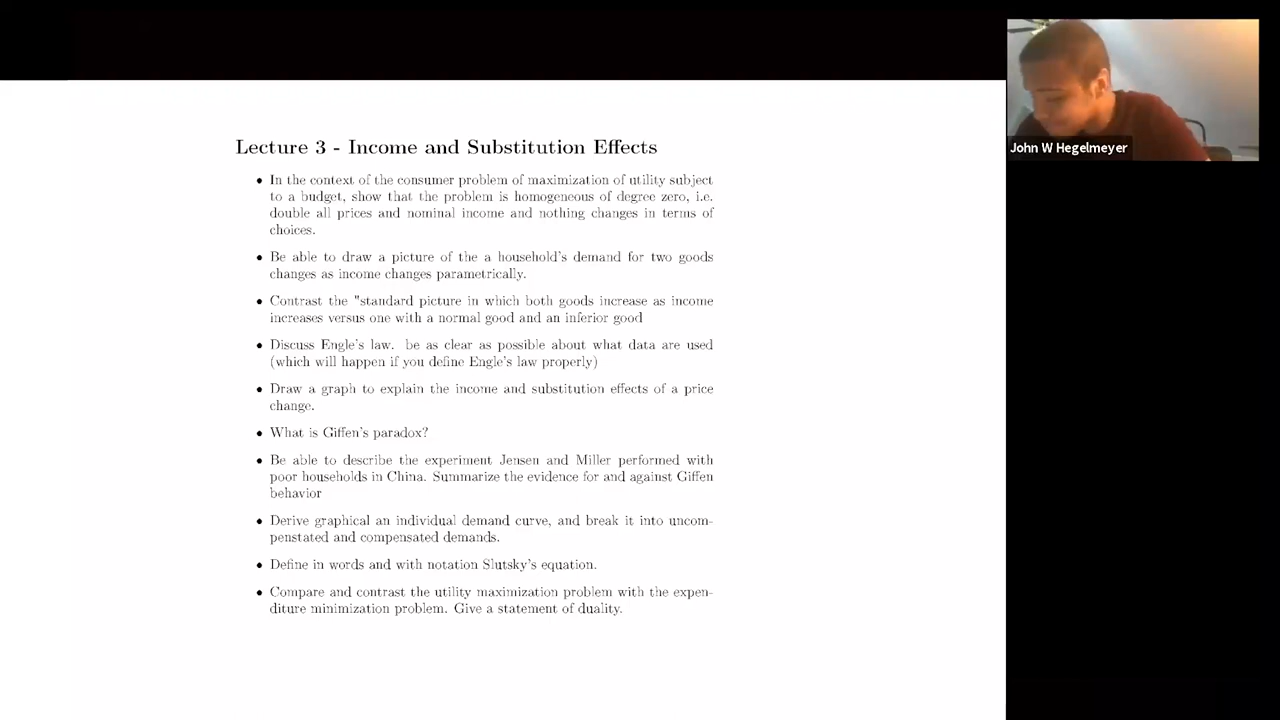 Lecture 3 - Income and Substitution Effects
• In the context of the consumer problem of maximization of utility subject
to a budget, show that the problem is homogeneous of degree zero, i.e.
double all prices and nominal income and nothing changes in terms of
choices.
• Be able to draw a picture of the a household's demand for two goods
changes as income changes parametrically.
• Contrast the "standard picture in which both goods increase as income
increases versus one with a normal good and an inferior good
• Discuss Engle's law. be as clear as possible about what data are used
(which will happen if you define Engle's law properly)
• Draw a graph to explain the income and substitution effects of a price
change.
• What is Giffen's paradox?
• Be able to describe the experiment Jensen and Miller performed with
poor households in China. Summarize the evidence for and against Giffen
behavior
• Derive graphical an individual demand curve, and break it into uncom-
penstated and compensated demands.
• Define in words and with notation Slutsky's equation.
• Compare and contrast the utility maximization problem with the expen-
diture minimization problem. Give a statement of duality.
John W Hegelmeyer